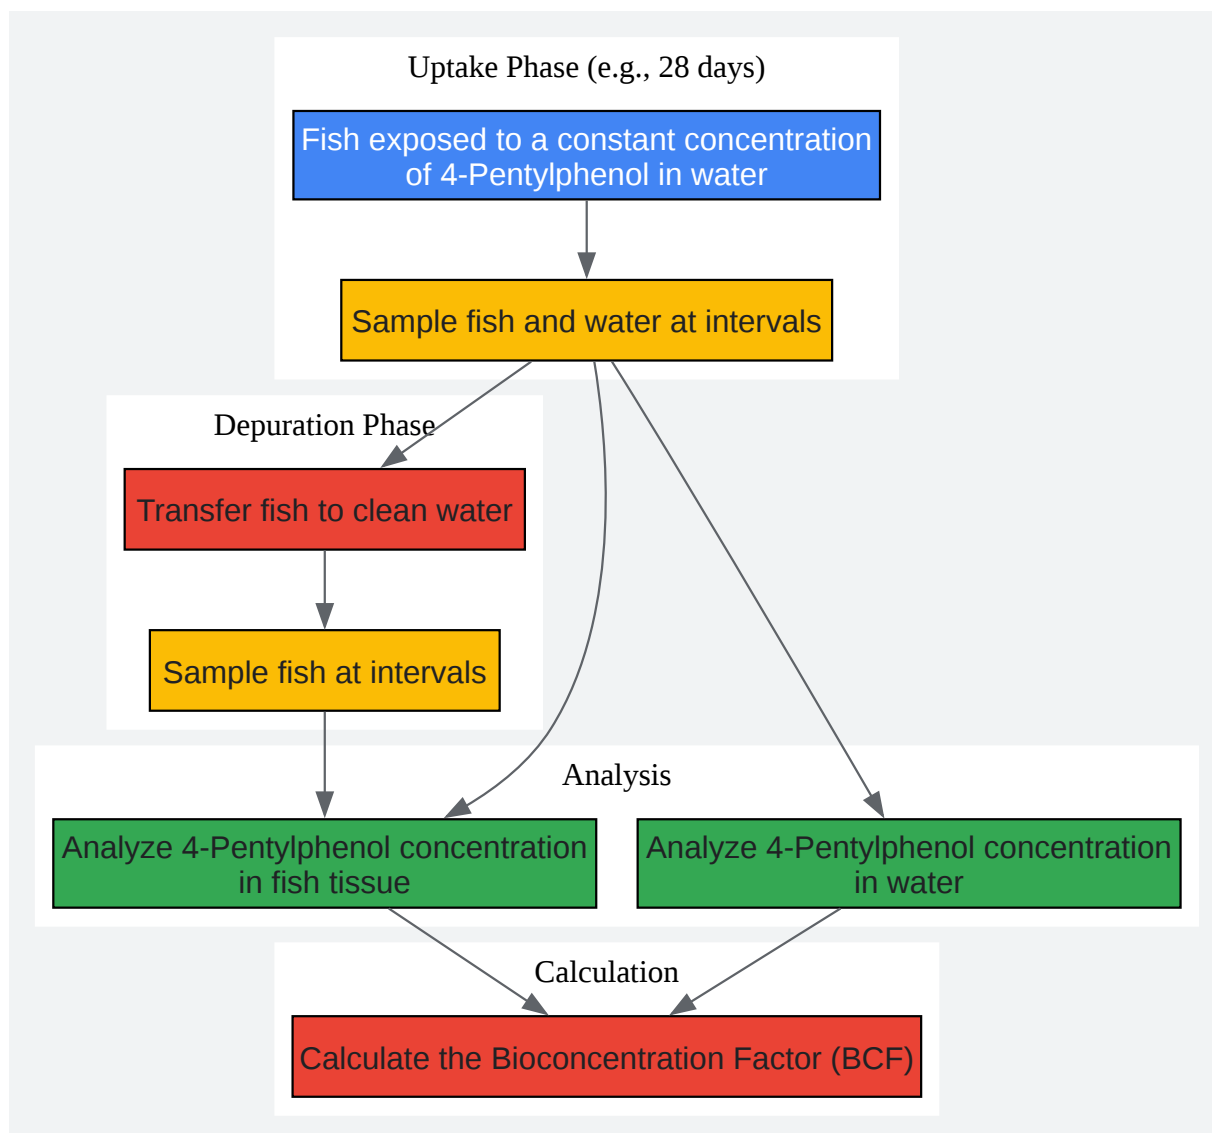 Uptake Phase (e.g., 28 days)
Fish exposed to a constant concentration
of 4-Pentylphenol in water
Sample fish and water at intervals
Depuration Phase
Transfer fish to clean water
Sample fish at intervals
Analysis
Analyze 4-Pentylphenol concentration
in fish tissue
Analyze 4-Pentylphenol concentration
in water
Calculation
Calculate the Bioconcentration Factor (BCF)